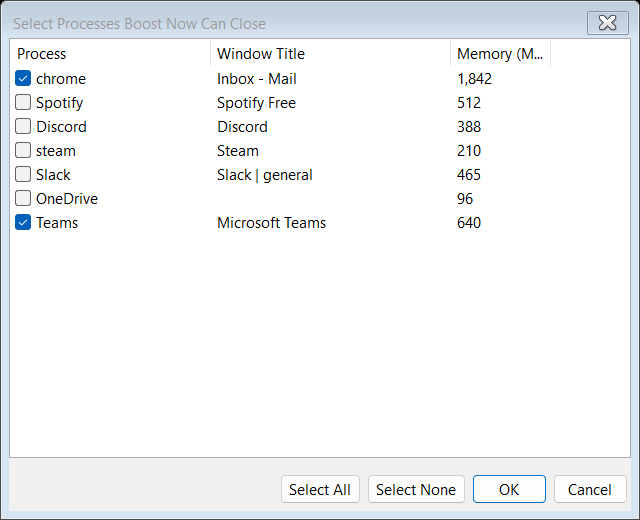 Select Processes Boost Now Can Close
Process Window Title Memory (M...
chrome Inbox - Mail 1,842
Spotify Spotify Free 512
Discord Discord 388
steam Steam 210
Slack Slack | general 465
OneDrive 96
Teams Microsoft Teams 640
Select All Select None OK Cancel